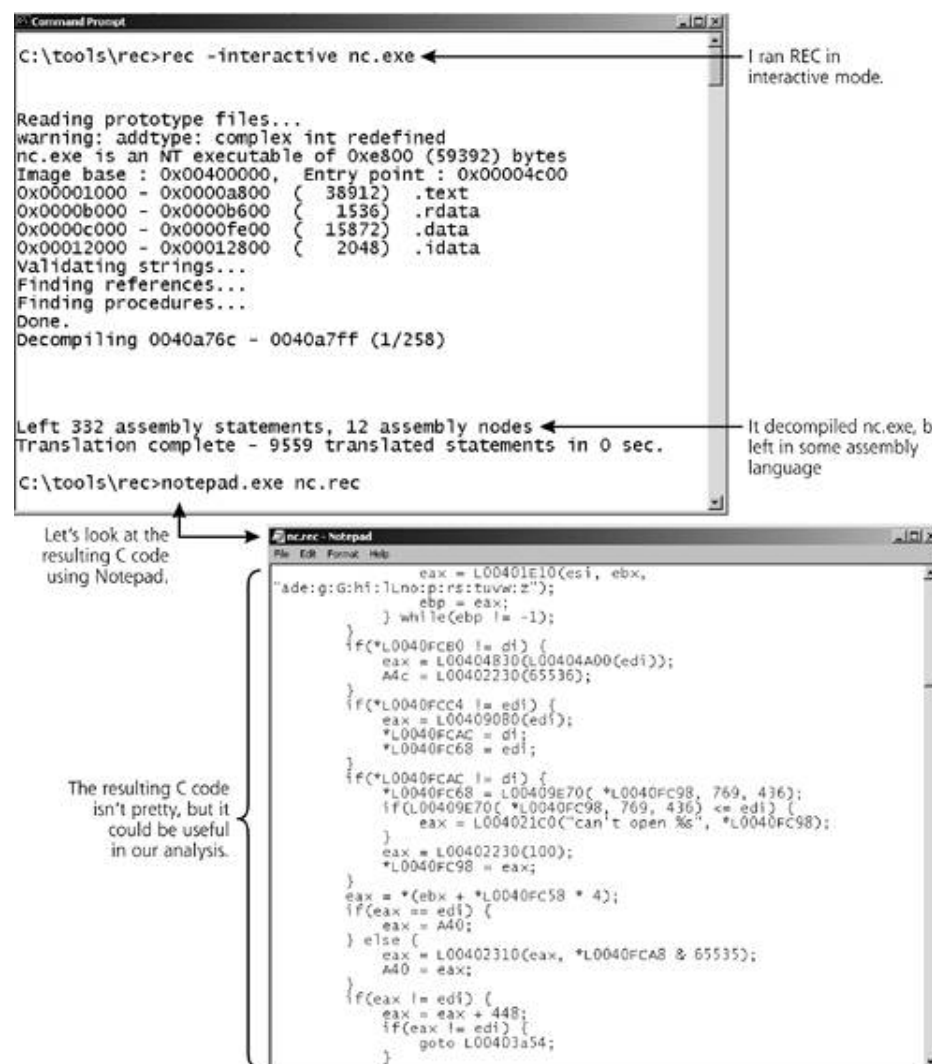 Command Prompt
C:\tools\rec>rec -interactive nc.exe
I ran REC in
interactive mode.
Reading prototype files...
warning: addtype: complex int redefined
nc.exe is an NT executable of 0xe800 (59392) bytes
Image base : 0x00400000, Entry point : 0x00004c00
0x00001000 - 0x0000a800 ( 38912) .text
0x0000b000 - 0x0000b600 ( 1536) .rdata
0x0000c000 - 0x0000fe00 ( 15872) .data
0x00012000 - 0x00012800 ( 2048) .idata
Validating strings...
Finding references...
Finding procedures...
Done.
Decompiling 0040a76c - 0040a7ff (1/258)
Left 332 assembly statements, 12 assembly nodes
Translation complete - 9559 translated statements in 0 sec.
It decompiled nc.exe, b
left in some assembly
language
C:\tools\rec>notepad.exe nc.rec
Let's look at the
resulting C code
using Notepad.
nc.rec - Notepad
File Edit Format Help
eax = L00401E10(esi, ebx,
"ade:g:G:hi:lLno:p:rs:tuvw:z");
ebp = eax;
} while(ebp != -1);
}
if(*L0040FCB0 != di) {
eax = L00404830(L00404A00(edi));
A4c = L00402230(65536);
}
if(*L0040FCC4 != edi) {
eax = L00409080(edi);
*L0040FCAC = di;
*L0040FC68 = edi;
}
if(*L0040FCAC != di) {
*L0040FC68 = L00409E70( *L0040FC98, 769, 436);
if(L00409E70( *L0040FC98, 769, 436) <= edi) {
eax = L004021C0("can't open %s", *L0040FC98);
}
eax = L00402230(100);
*L0040FC98 = eax;
}
eax = *(ebx + *L0040FC58 * 4);
if(eax == edi) {
eax = A40;
} else {
eax = L00402310(eax, *L0040FCA8 & 65535);
A40 = eax;
}
if(eax != edi) {
eax = eax + 448;
if(eax != edi) {
goto L00403a54;
}
The resulting C code
isn't pretty, but it
could be useful
in our analysis.